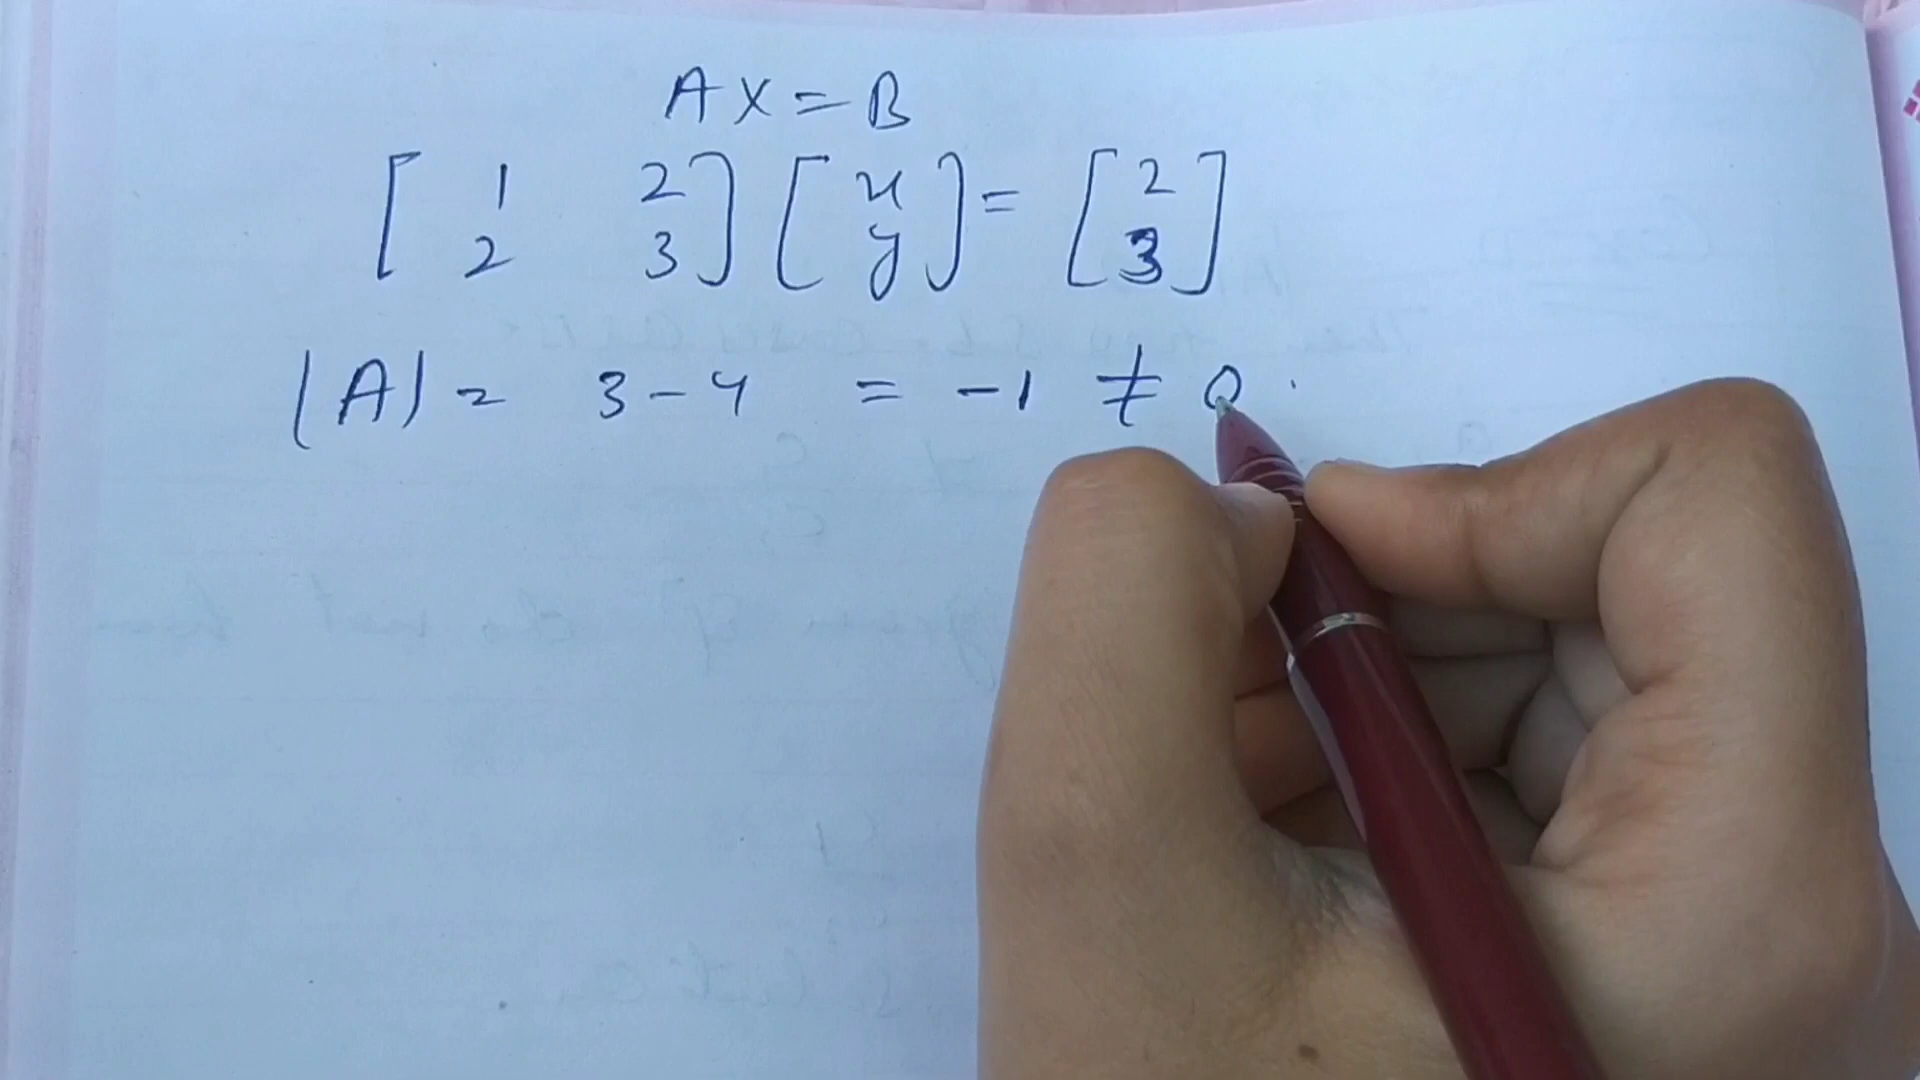 AX = B
[1 2 2 3] [x y] = [2 3]
|A| = 3 - 4 = -1 ≠ 0